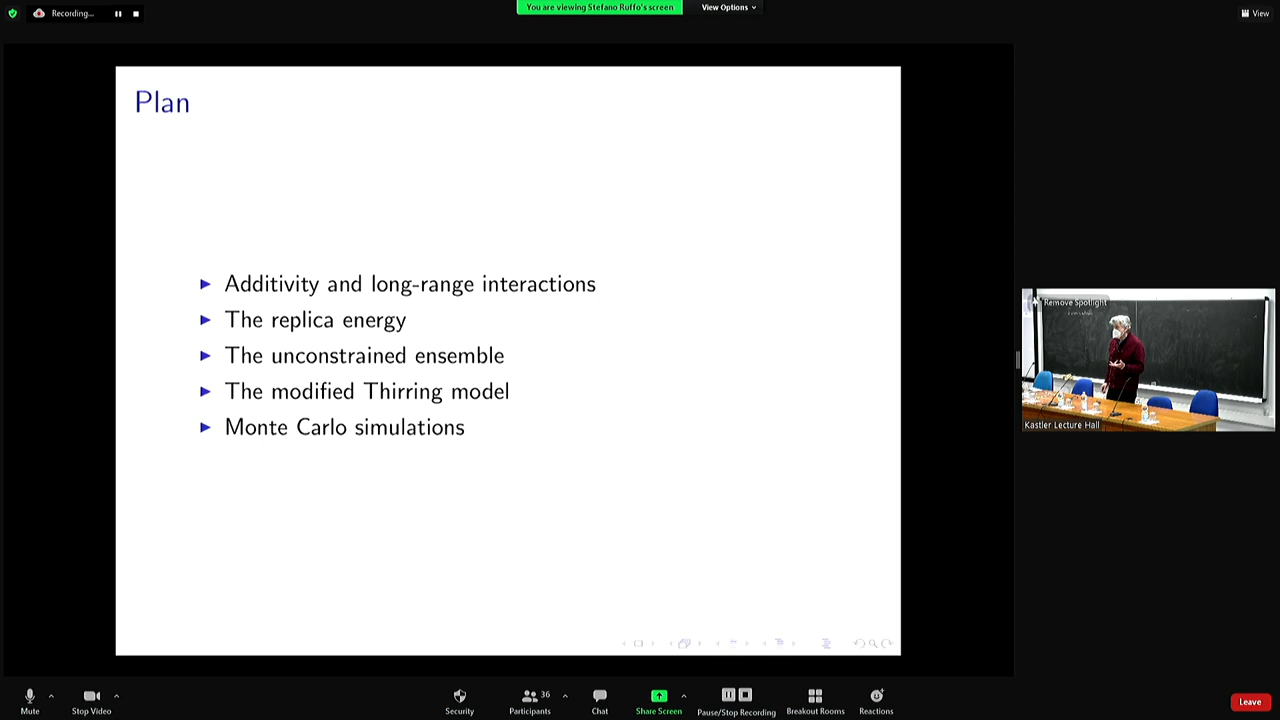 Recording...
You are viewing Stefano Ruffo's screen
View Options
View
Plan
Additivity and long-range interactions
The replica energy
The unconstrained ensemble
The modified Thirring model
Monte Carlo simulations
Remove Spotlight
Kastler Lecture Hall
Mute
Stop Video
Security
Participants
36
Chat
Share Screen
Pause/Stop Recording
Breakout Rooms
Reactions
Leave